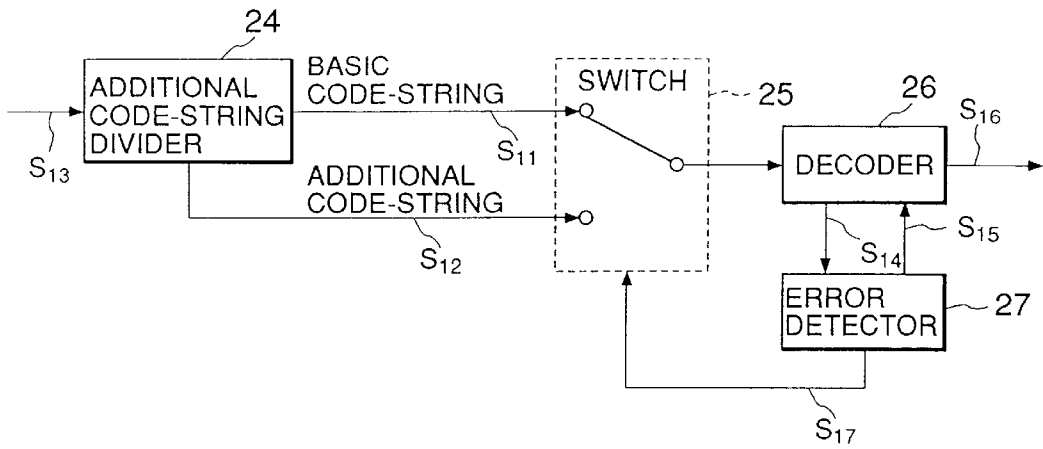 24
ADDITIONAL
CODE-STRING
DIVIDER
S13
BASIC
CODE-STRING
S11
ADDITIONAL
CODE-STRING
S12
SWITCH
25
26
DECODER
S16
S14
S15
ERROR
DETECTOR
27
S17